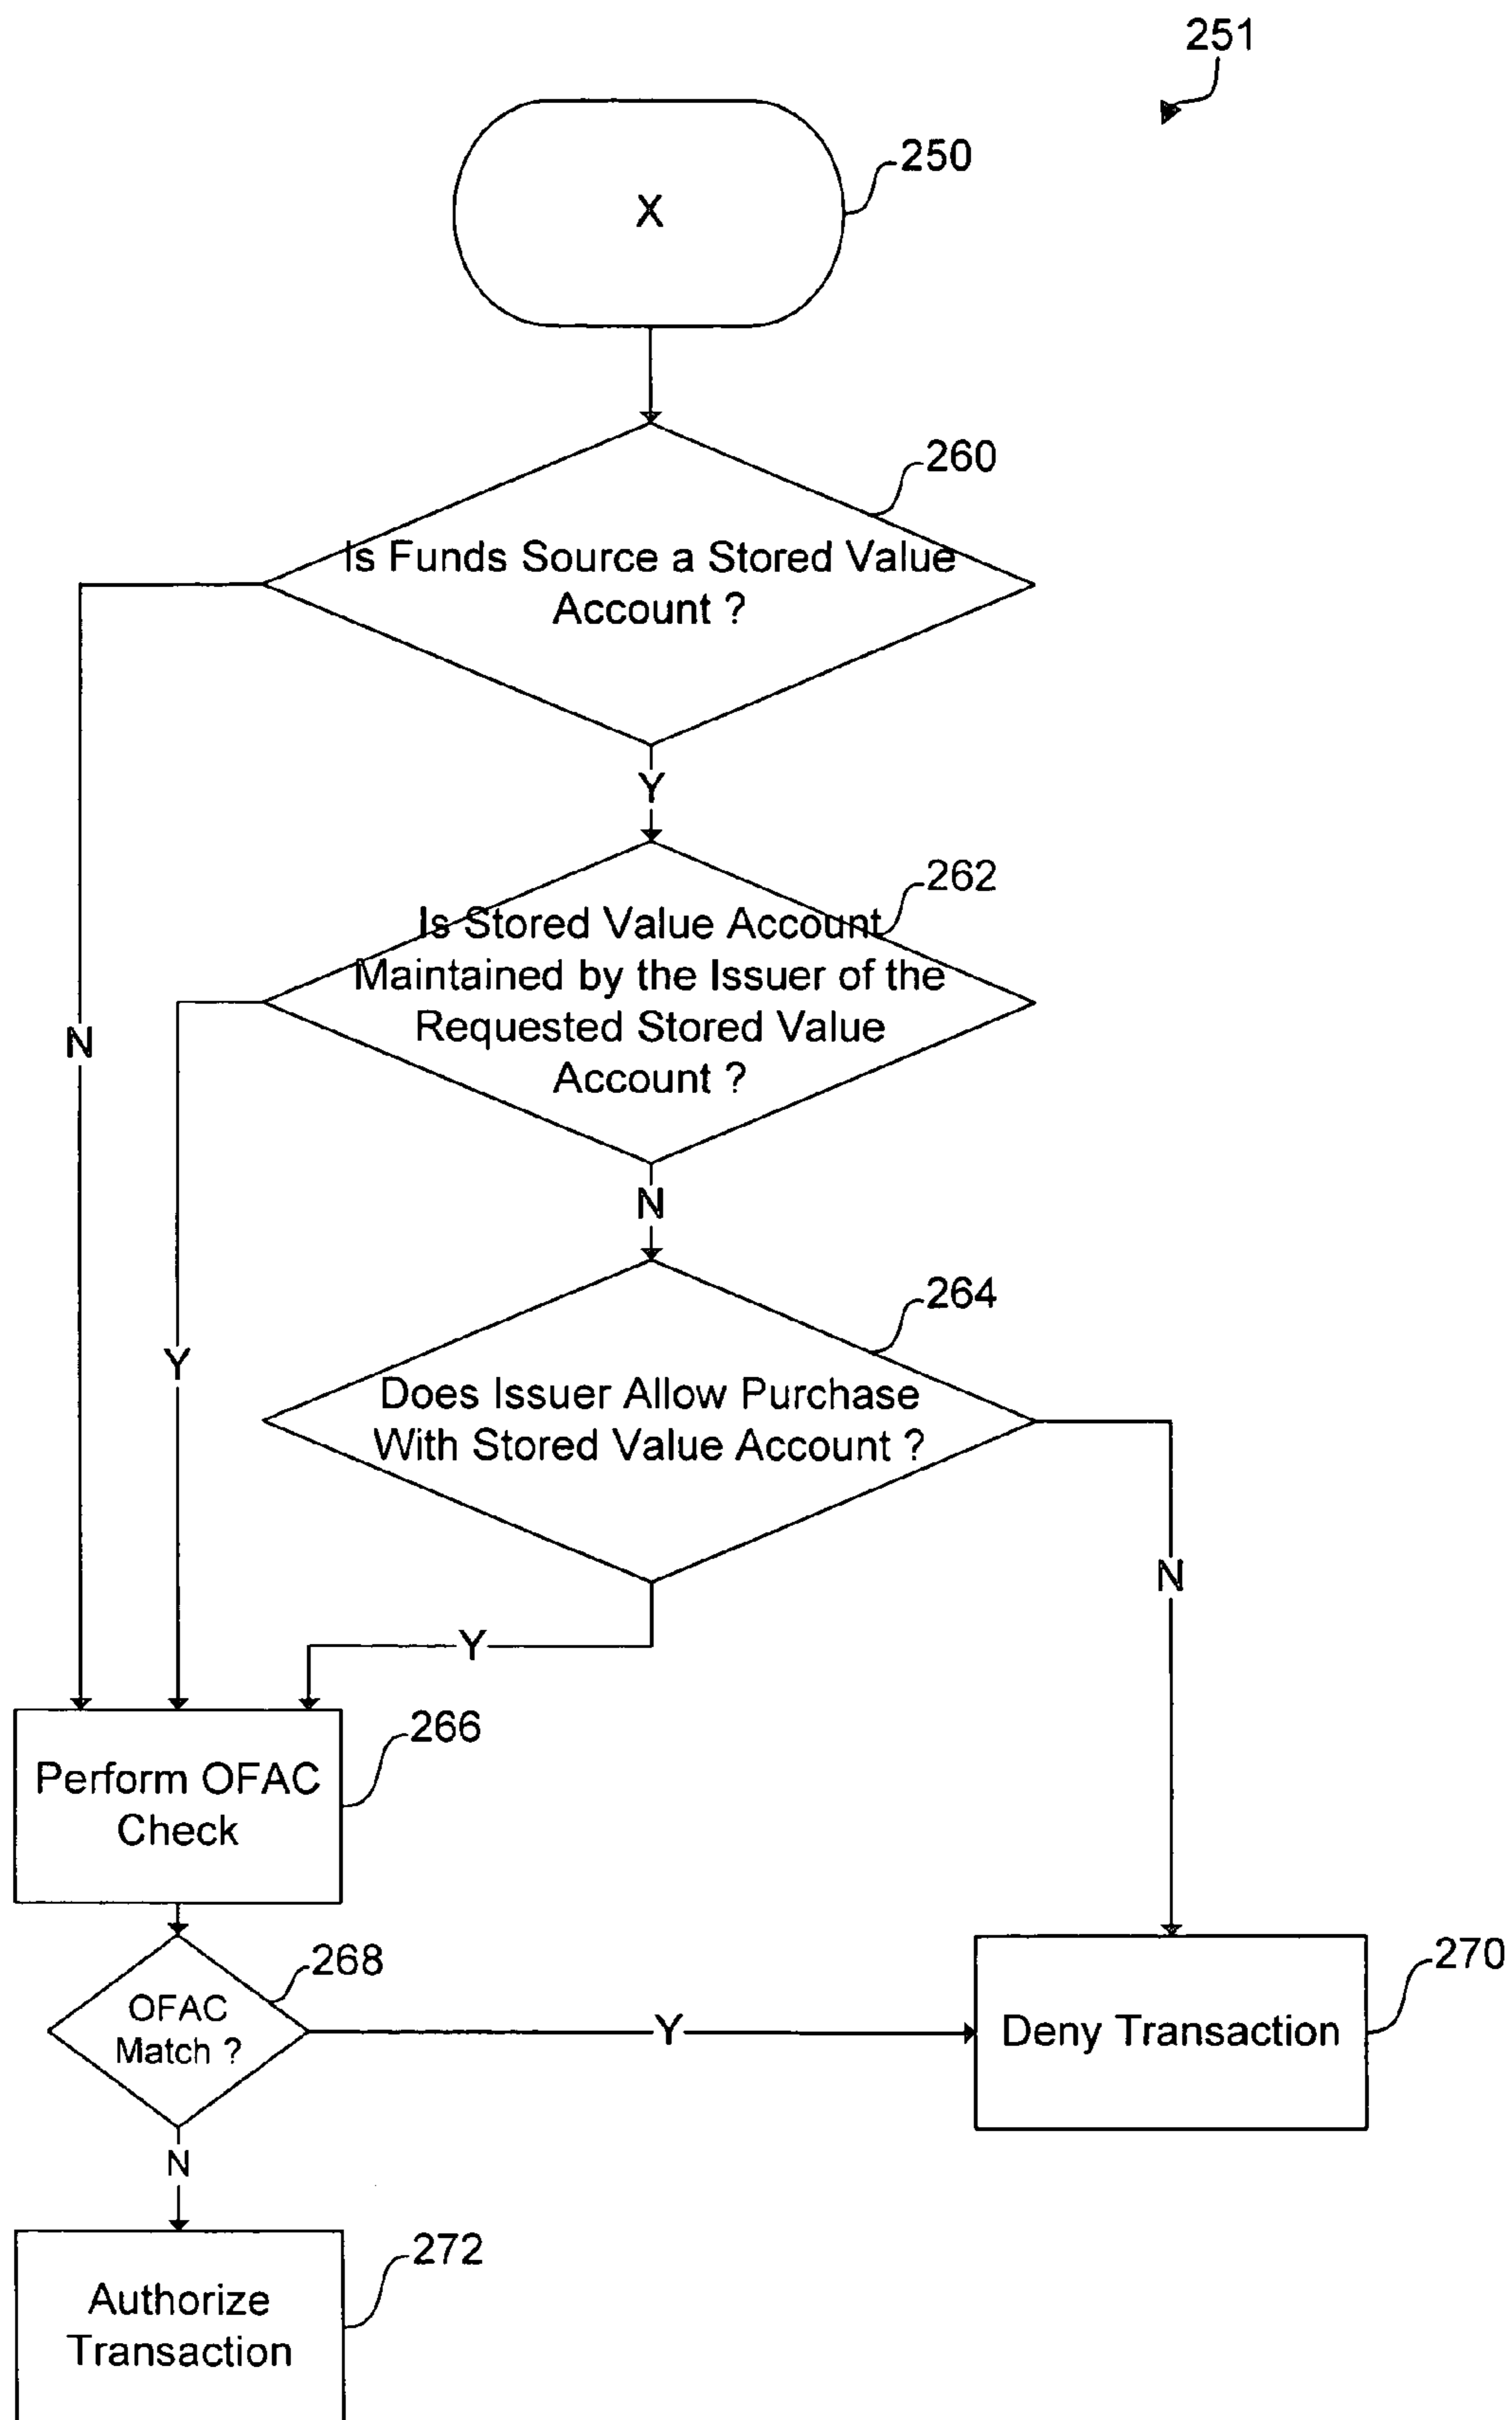 251
250
X
260
Is Funds Source a Stored Value
Account ?
Y
262
Is Stored Value Account
Maintained by the Issuer of the
Requested Stored Value
Account ?
N
N
264
Y
Does Issuer Allow Purchase
With Stored Value Account ?
N
Y
266
Perform OFAC
Check
268
OFAC
Match ?
Y
270
Deny Transaction
N
272
Authorize
Transaction